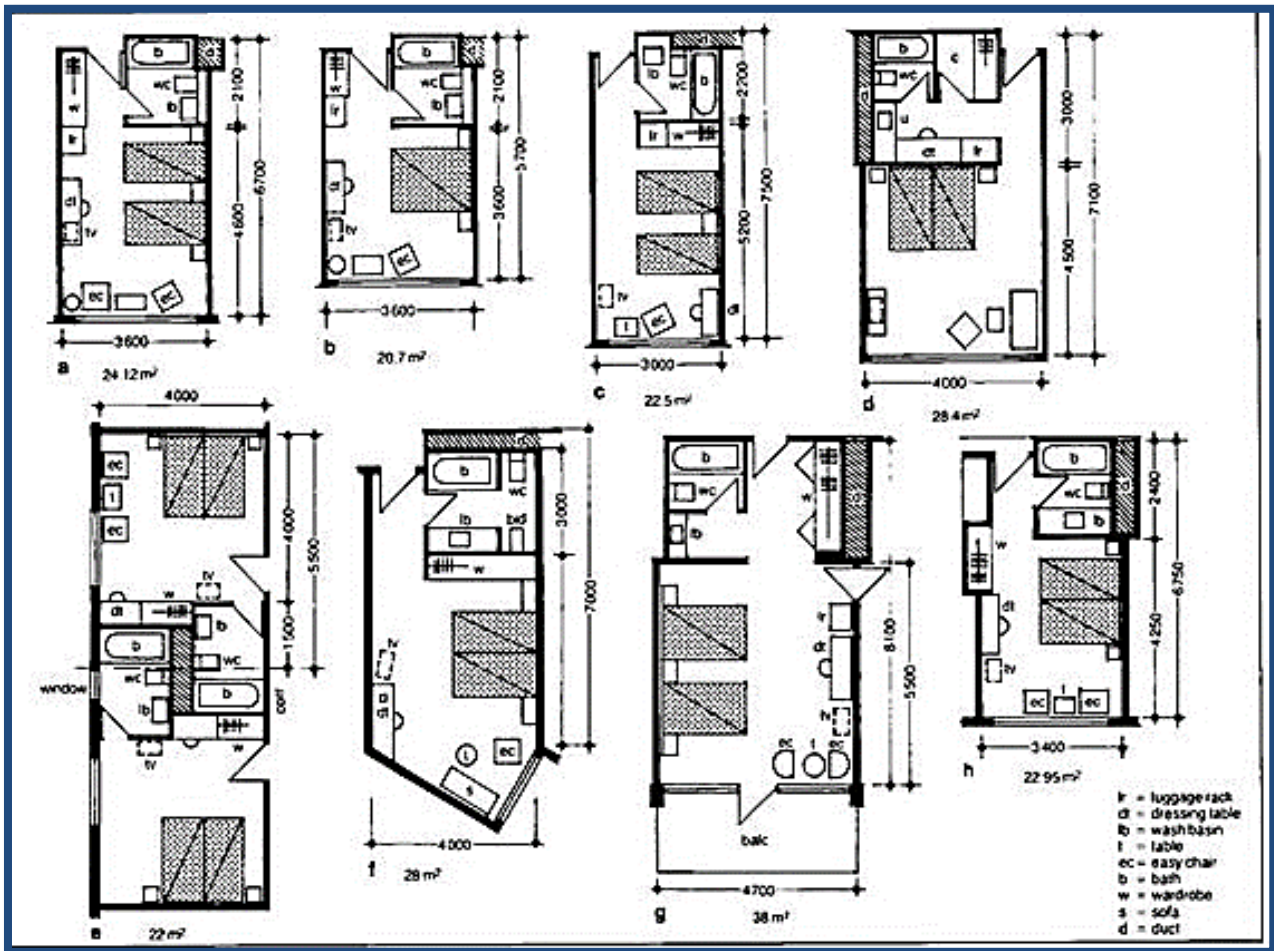 b
d
w
wc
lb
lr
dt
tv
ec
ec
2100
4600
6700
3600
a
24.12 m²
b
d
w
wc
lb
lr
dt
tv
ec
2100
3600
5700
3600
b
20.7 m²
d
lb
wc
b
lr
w
tv
t
ec
dt
2200
5200
7500
3000
c
22.5 m²
b
c
wc
d
dt
lr
3000
4500
7100
4000
d
28.4 m²
4000
ec
t
ec
tv
w
dt
lb
b
wc
wc
window
lb
b
corr
tv
w
4000
1500
5500
e
22 m²
d
b
wc
lb
bid
w
tv
dt
t
ec
s
3000
7000
4000
f
28 m²
b
wc
w
d
lb
lr
dt
tv
ec
t
ec
balc
8100
5500
4700
g
38 m²
b
d
wc
lb
w
dt
tv
t
ec
ec
2400
4250
6750
3400
h
22.95 m²
lr = luggage rack
dt = dressing table
lb = wash basin
t = table
ec = easy chair
b = bath
w = wardrobe
s = sofa
d = duct